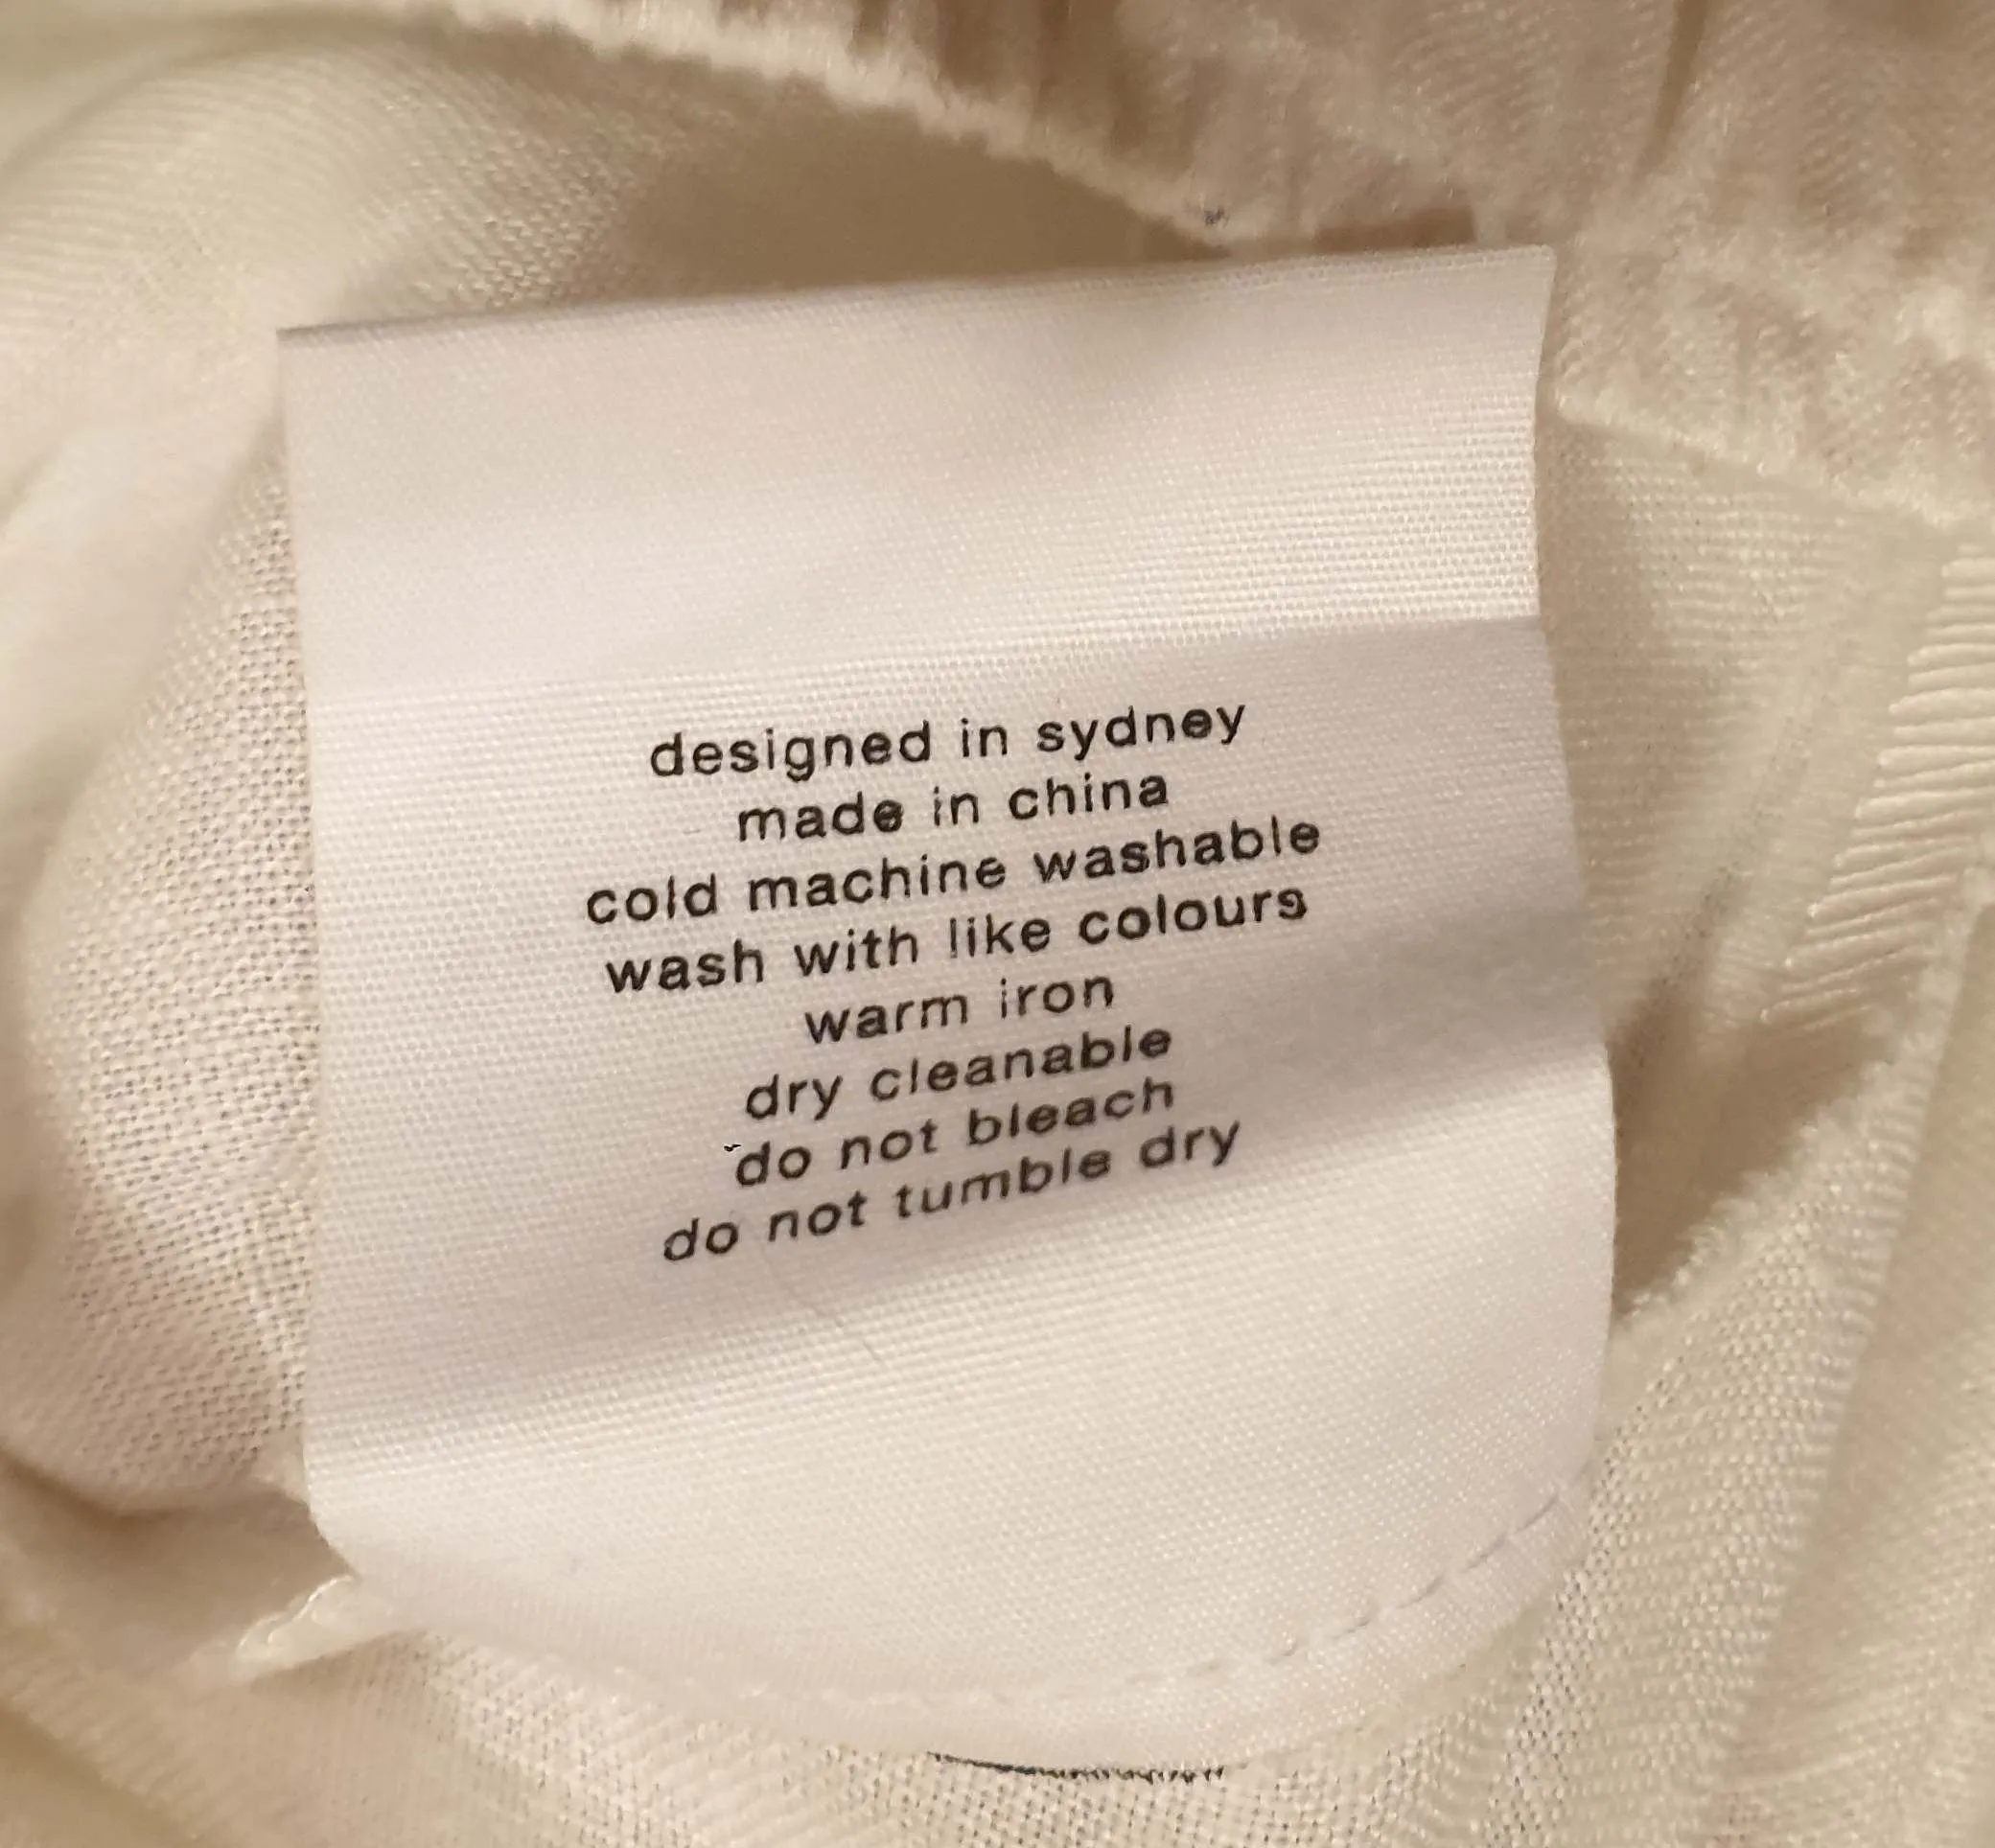 designed in sydney
made in china
cold machine washable
wash with like colours
warm iron
dry cleanable
do not bleach
do not tumble dry